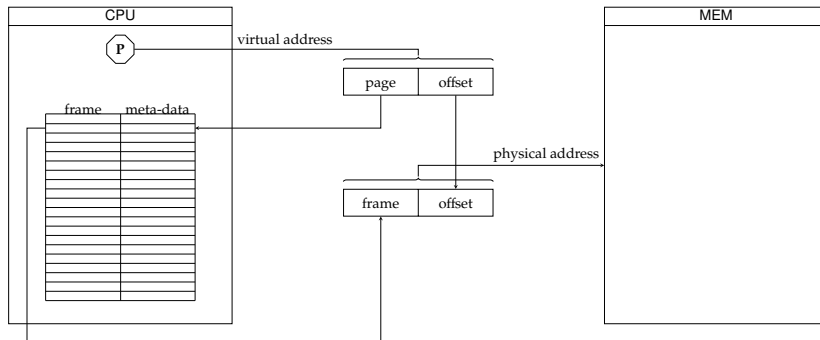 CPU
MEM
P
virtual address
page offset
frame meta-data
physical address
frame offset